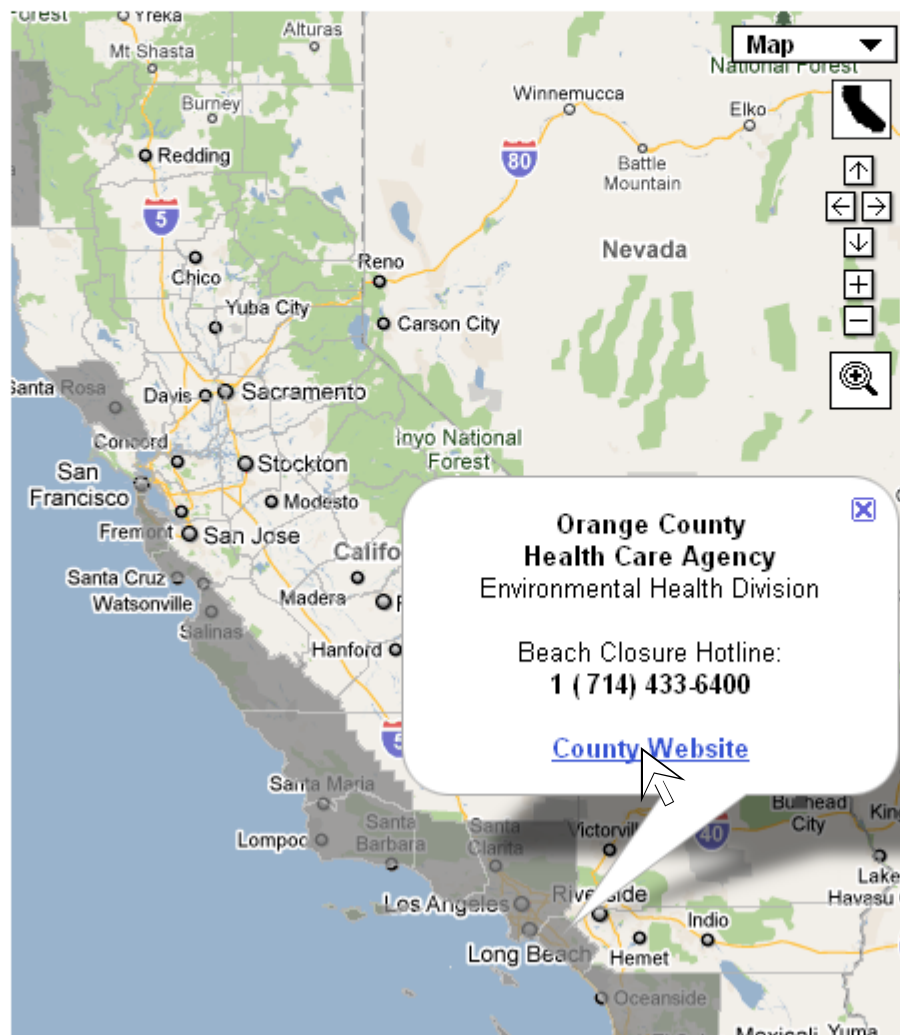 Yreka
Alturas
Mt Shasta
Map
National Forest
Burney
Winnemucca
Elko
Redding
80
Battle
Mountain
5
Nevada
Chico
Reno
Yuba City
Carson City
Santa Rosa
Davis
Sacramento
Inyo National
Forest
Concord
Stockton
San
Francisco
Modesto
Fremont
San Jose
Santa Cruz
Madera
Watsonville
Salinas
Hanford
Orange County
Health Care Agency
Environmental Health Division
Beach Closure Hotline:
1 ( 714) 433-6400
County Website
5
Santa Maria
Lompoc
Santa
Barbara
Santa
Clarita
Victorvill
40
Bullhead
City
Lake
Havasu
Los Angeles
Riverside
Indio
Long Beach
Hemet
Oceanside
Mexicali
Yuma